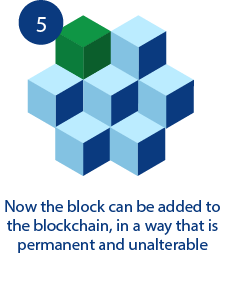 5
Now the block can be added to
the blockchain, in a way that is
permanent and unalterable